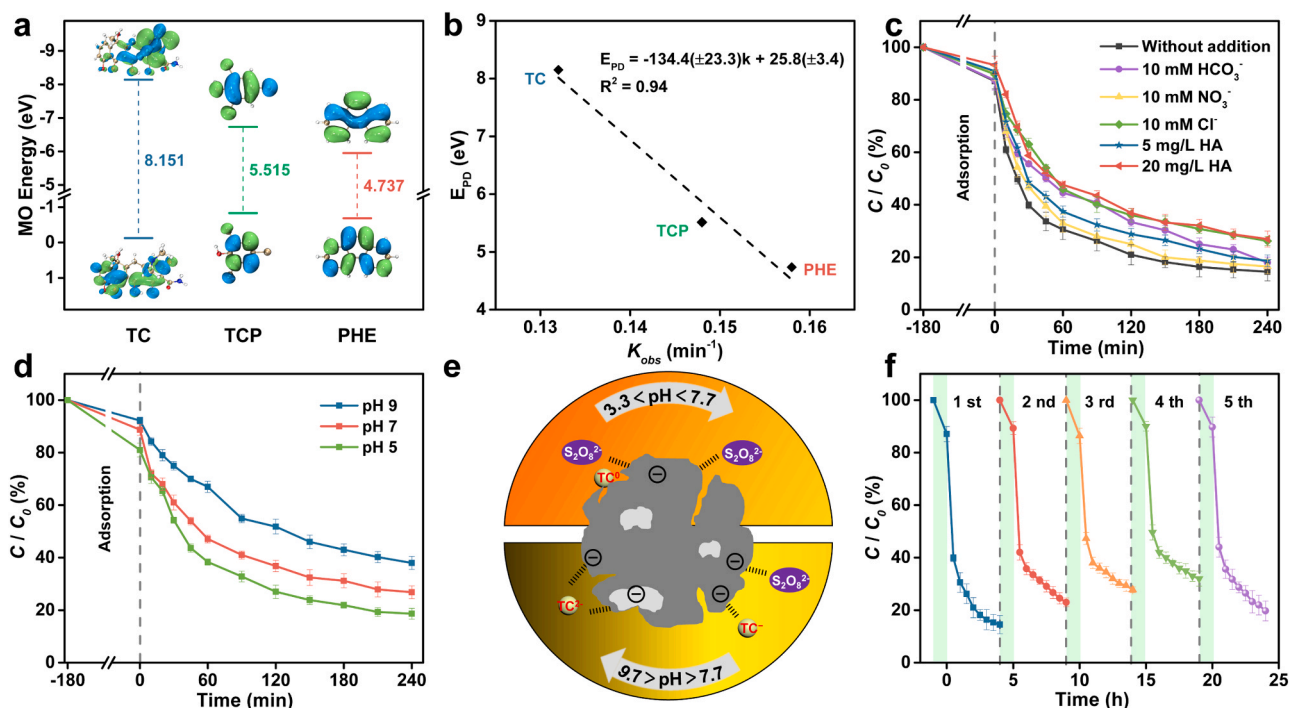 a
MO Energy (eV)
-9
-8
-7
-6
-5
-1
0
1
8.151
5.515
4.737
TC
TCP
PHE
b
E_PD (eV)
9
8
7
6
5
4
E_PD = -134.4(±23.3)k + 25.8(±3.4)
R² = 0.94
TC
TCP
PHE
0.13 0.14 0.15 0.16
K_obs (min⁻¹)
c
C / C₀ (%)
100
80
60
40
20
0
Adsorption
Without addition
10 mM HCO₃⁻
10 mM NO₃⁻
10 mM Cl⁻
5 mg/L HA
20 mg/L HA
-180 0 60 120 180 240
Time (min)
d
C / C₀ (%)
100
80
60
40
20
0
Adsorption
pH 9
pH 7
pH 5
-180 0 60 120 180 240
Time (min)
e
3.3 < pH < 7.7
S₂O₈²⁻
S₂O₈²⁻
TC⁰
S₂O₈²⁻
TC²⁻
TC⁻
9.7 > pH > 7.7
f
C / C₀ (%)
100
80
60
40
20
0
1 st 2 nd 3 rd 4 th 5 th
0 5 10 15 20 25
Time (h)